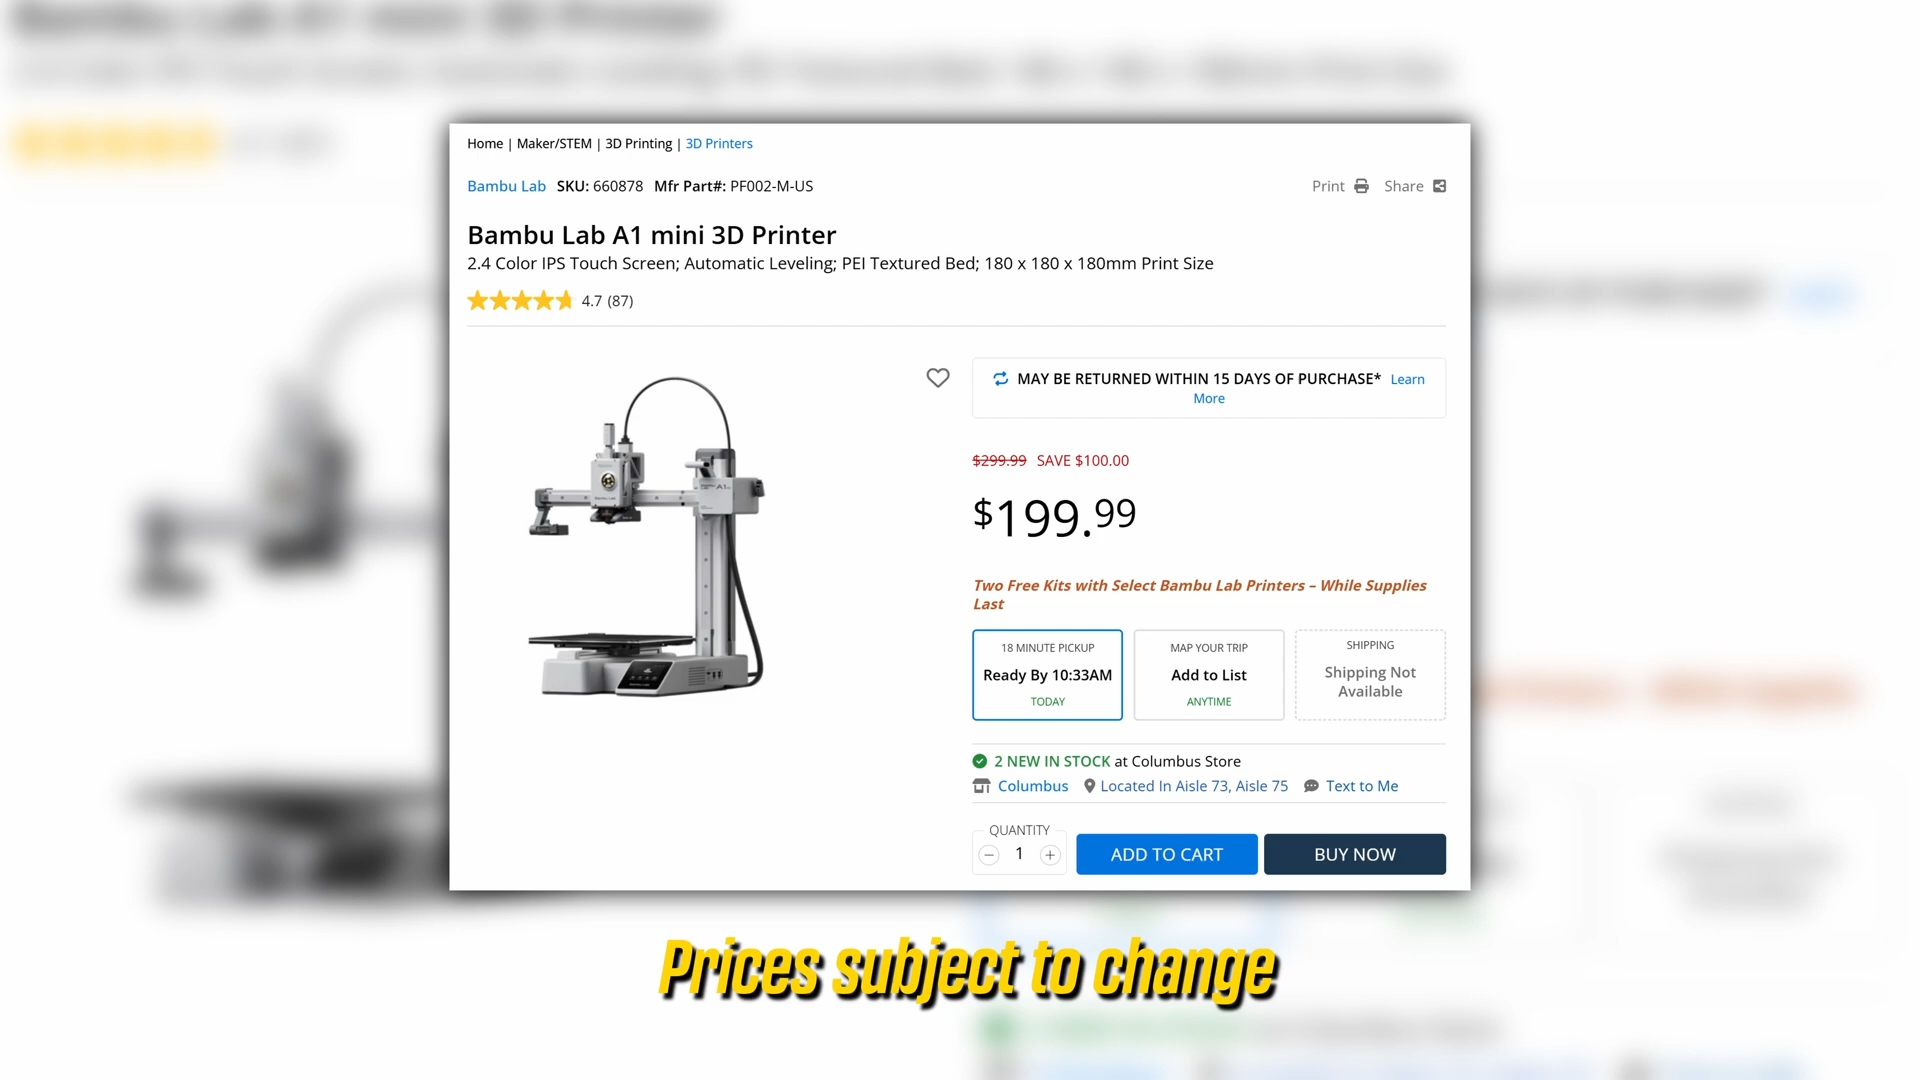 Home | Maker/STEM | 3D Printing | 3D Printers
Bambu Lab SKU: 660878 Mfr Part#: PF002-M-US
Print Share
Bambu Lab A1 mini 3D Printer
2.4 Color IPS Touch Screen; Automatic Leveling; PEI Textured Bed; 180 x 180 x 180mm Print Size
4.7 (87)
MAY BE RETURNED WITHIN 15 DAYS OF PURCHASE* Learn
More
$299.99 SAVE $100.00
$199.99
Two Free Kits with Select Bambu Lab Printers – While Supplies
Last
18 MINUTE PICKUP
Ready By 10:33AM
TODAY
MAP YOUR TRIP
Add to List
ANYTIME
SHIPPING
Shipping Not
Available
2 NEW IN STOCK at Columbus Store
Columbus Located In Aisle 73, Aisle 75 Text to Me
QUANTITY
1
ADD TO CART
BUY NOW
A1
Bambu Lab
Prices subject to change